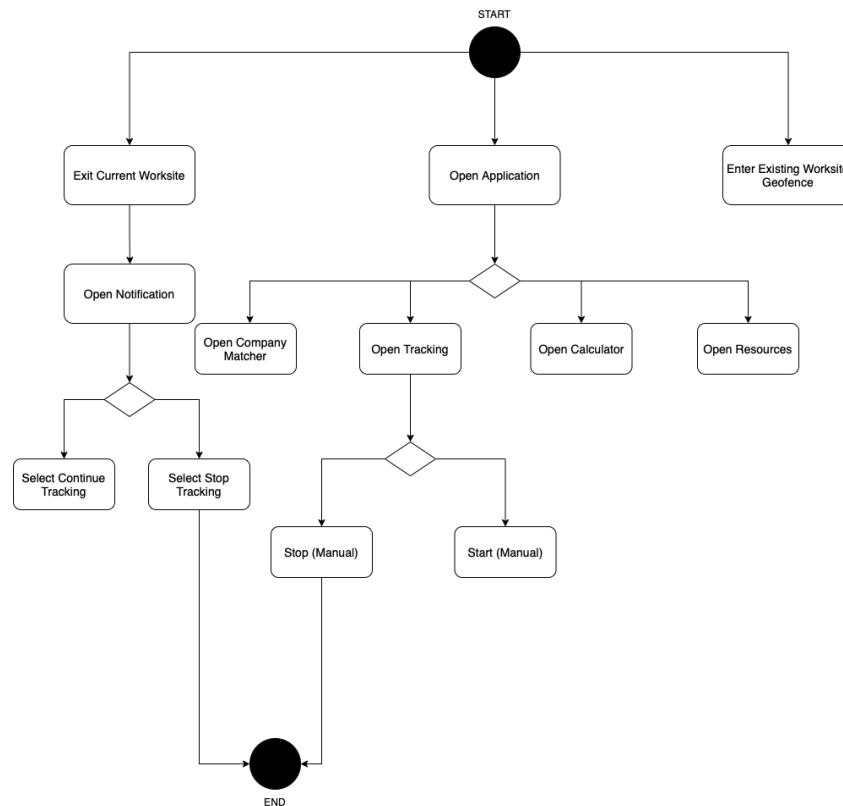 START
Exit Current Worksite
Open Application
Enter Existing Worksite
Geofence
Open Notification
Open Company
Matcher
Open Tracking
Open Calculator
Open Resources
Select Continue
Tracking
Select Stop
Tracking
Stop (Manual)
Start (Manual)
END